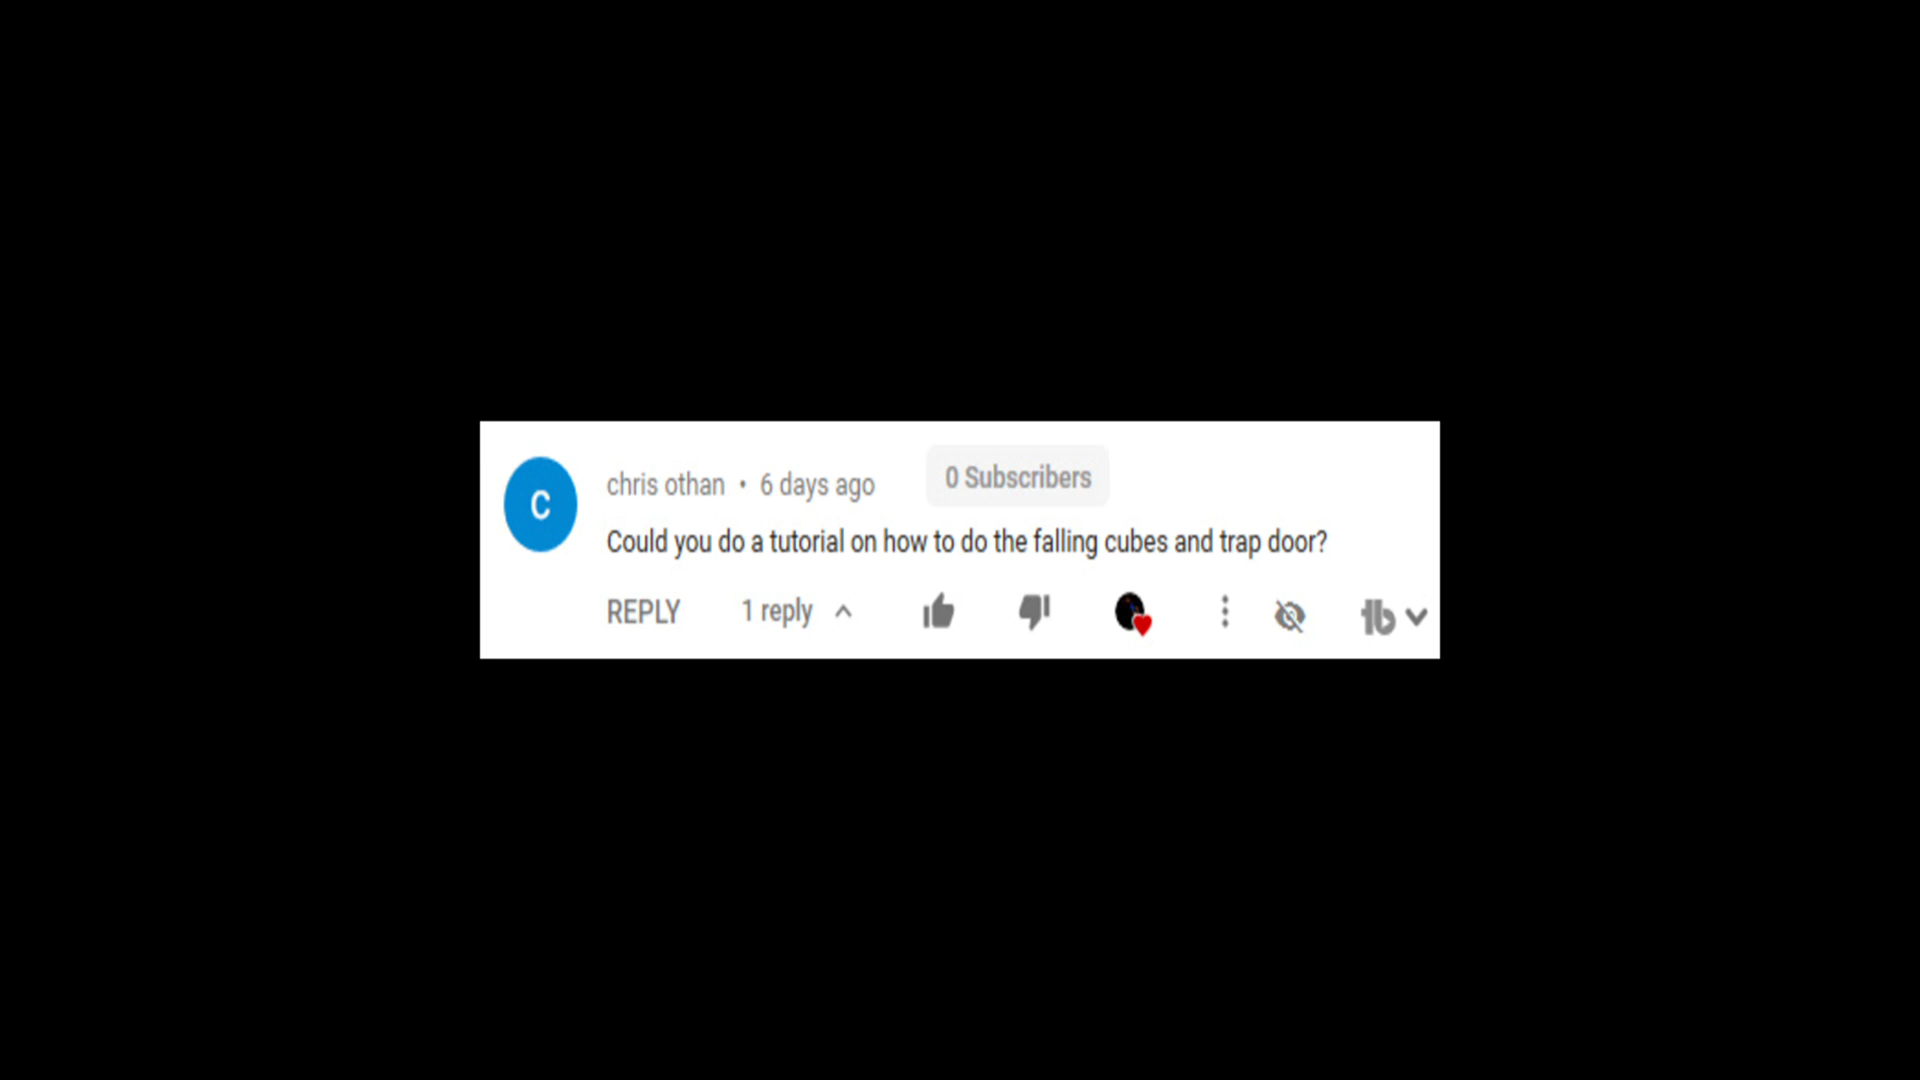 C
chris othan • 6 days ago 0 Subscribers
Could you do a tutorial on how to do the falling cubes and trap door?
REPLY 1 reply
tb